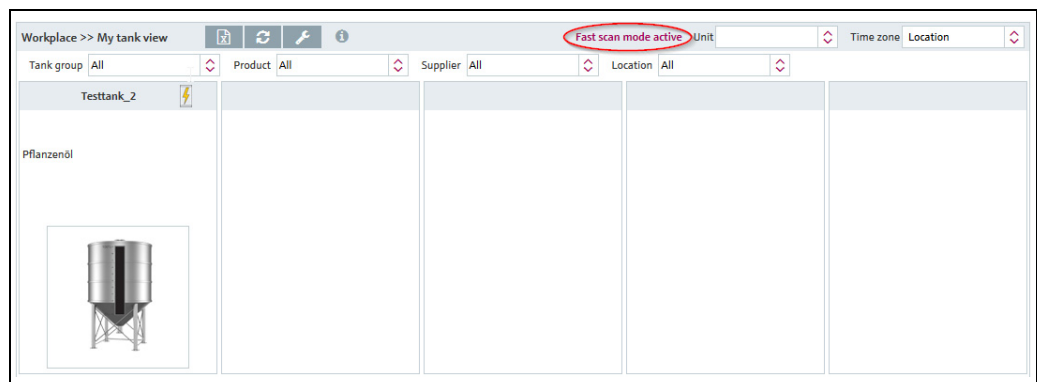 Workplace >> My tank view Fast scan mode active Unit Time zone Location
Tank group All Product All Supplier All Location All
Testtank_2
Pflanzenöl